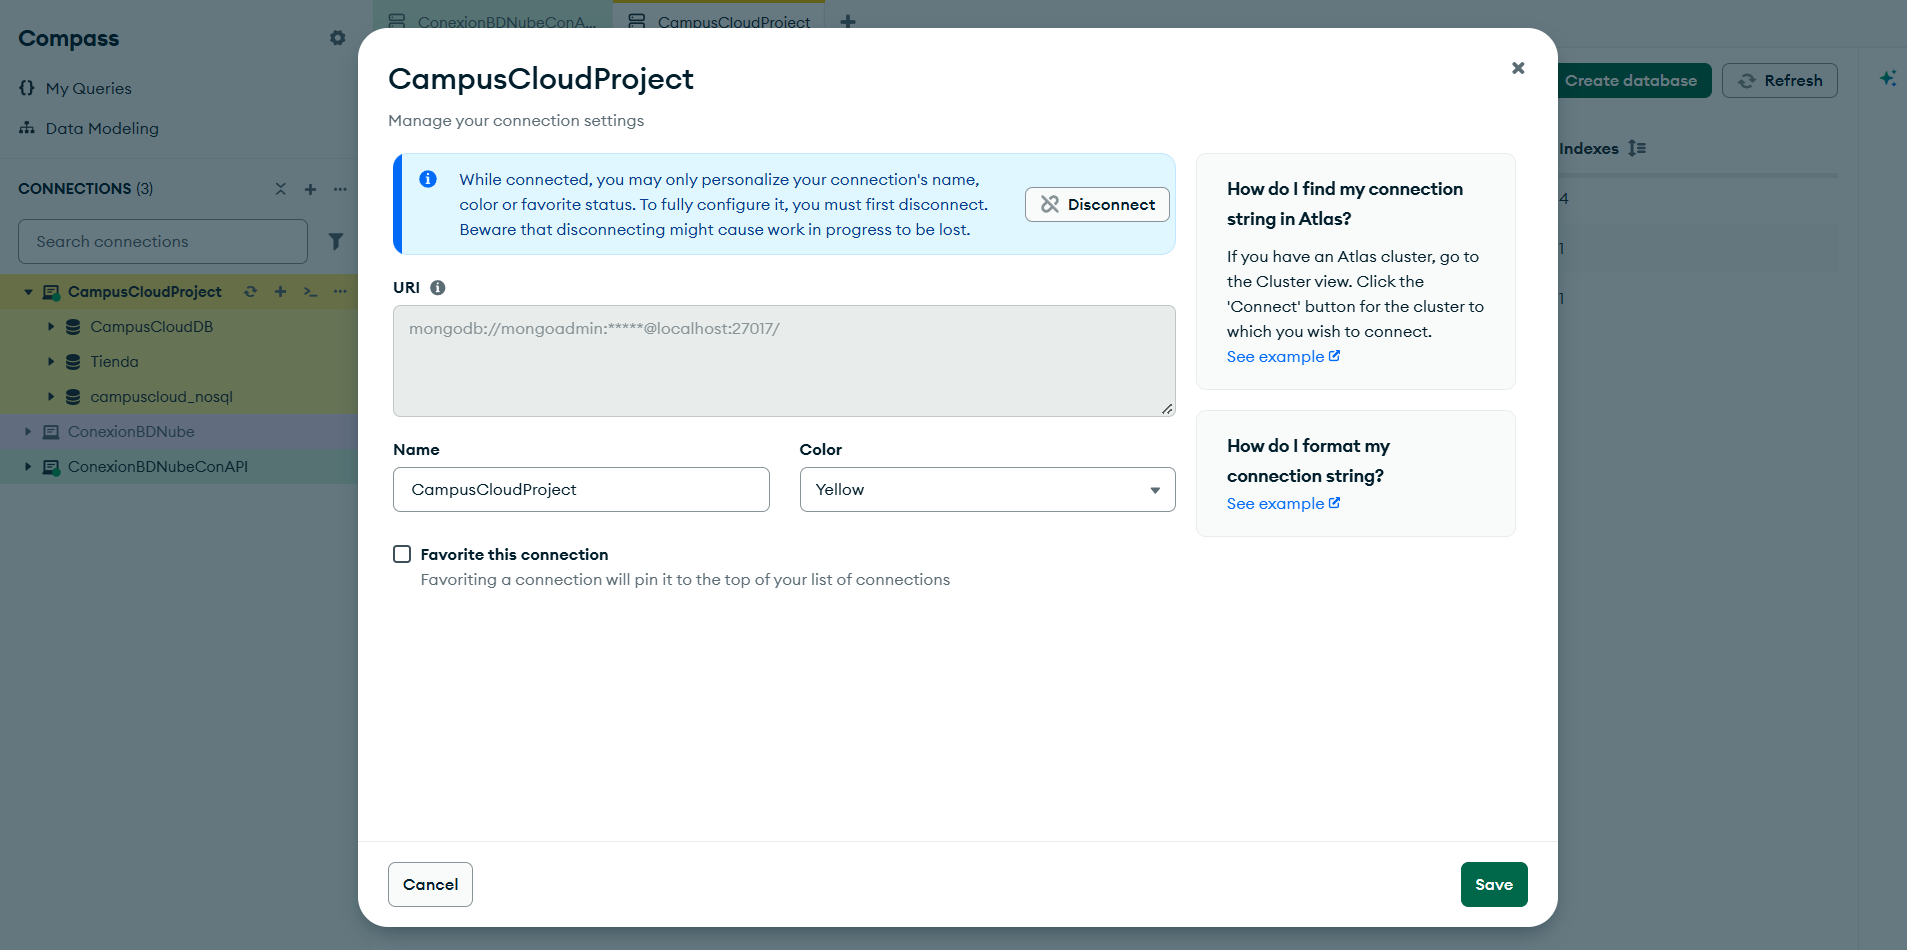 Compass
My Queries
Data Modeling
CONNECTIONS (3)
Search connections
CampusCloudProject
CampusCloudDB
Tienda
campuscloud_nosql
ConexionBDNube
ConexionBDNubeConAPI
ConexionBDNubeConA...
CampusCloudProject
Create database
Refresh
Indexes
4
1
1
CampusCloudProject
Manage your connection settings
While connected, you may only personalize your connection's name,
color or favorite status. To fully configure it, you must first disconnect.
Beware that disconnecting might cause work in progress to be lost.
Disconnect
URI
mongodb://mongoadmin:*****@localhost:27017/
Name
Color
CampusCloudProject
Yellow
Favorite this connection
Favoriting a connection will pin it to the top of your list of connections
How do I find my connection
string in Atlas?
If you have an Atlas cluster, go to
the Cluster view. Click the
'Connect' button for the cluster to
which you wish to connect.
See example
How do I format my
connection string?
See example
Cancel
Save